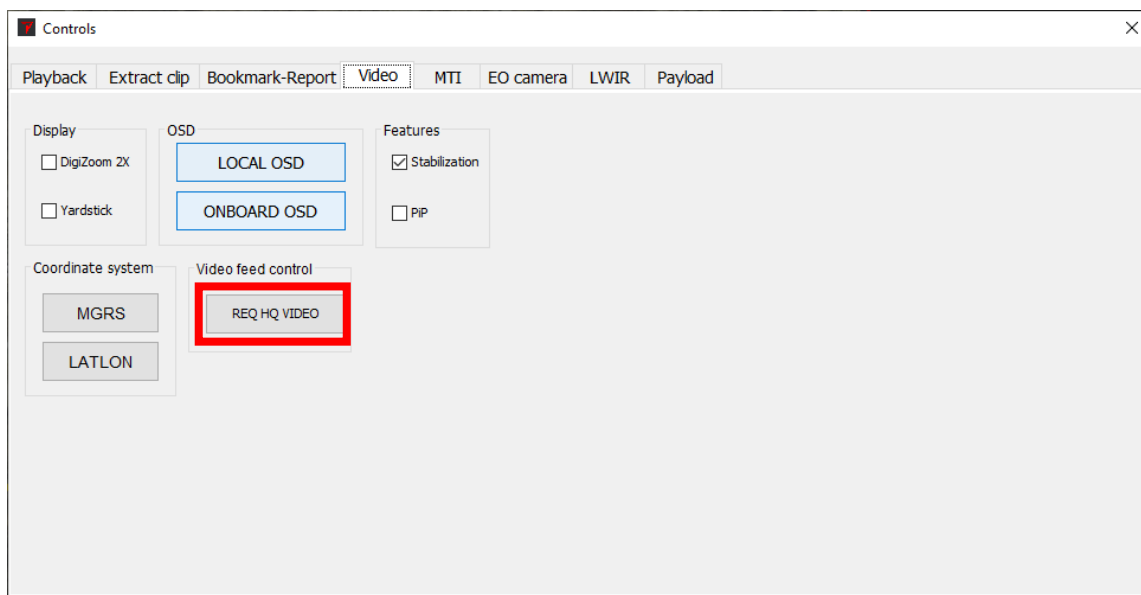 Controls
Playback Extract clip Bookmark-Report Video MTI EO camera LWIR Payload
Display OSD Features
DigiZoom 2X LOCAL OSD Stabilization
Yardstick ONBOARD OSD PiP
Coordinate system Video feed control
MGRS REQ HQ VIDEO
LATLON